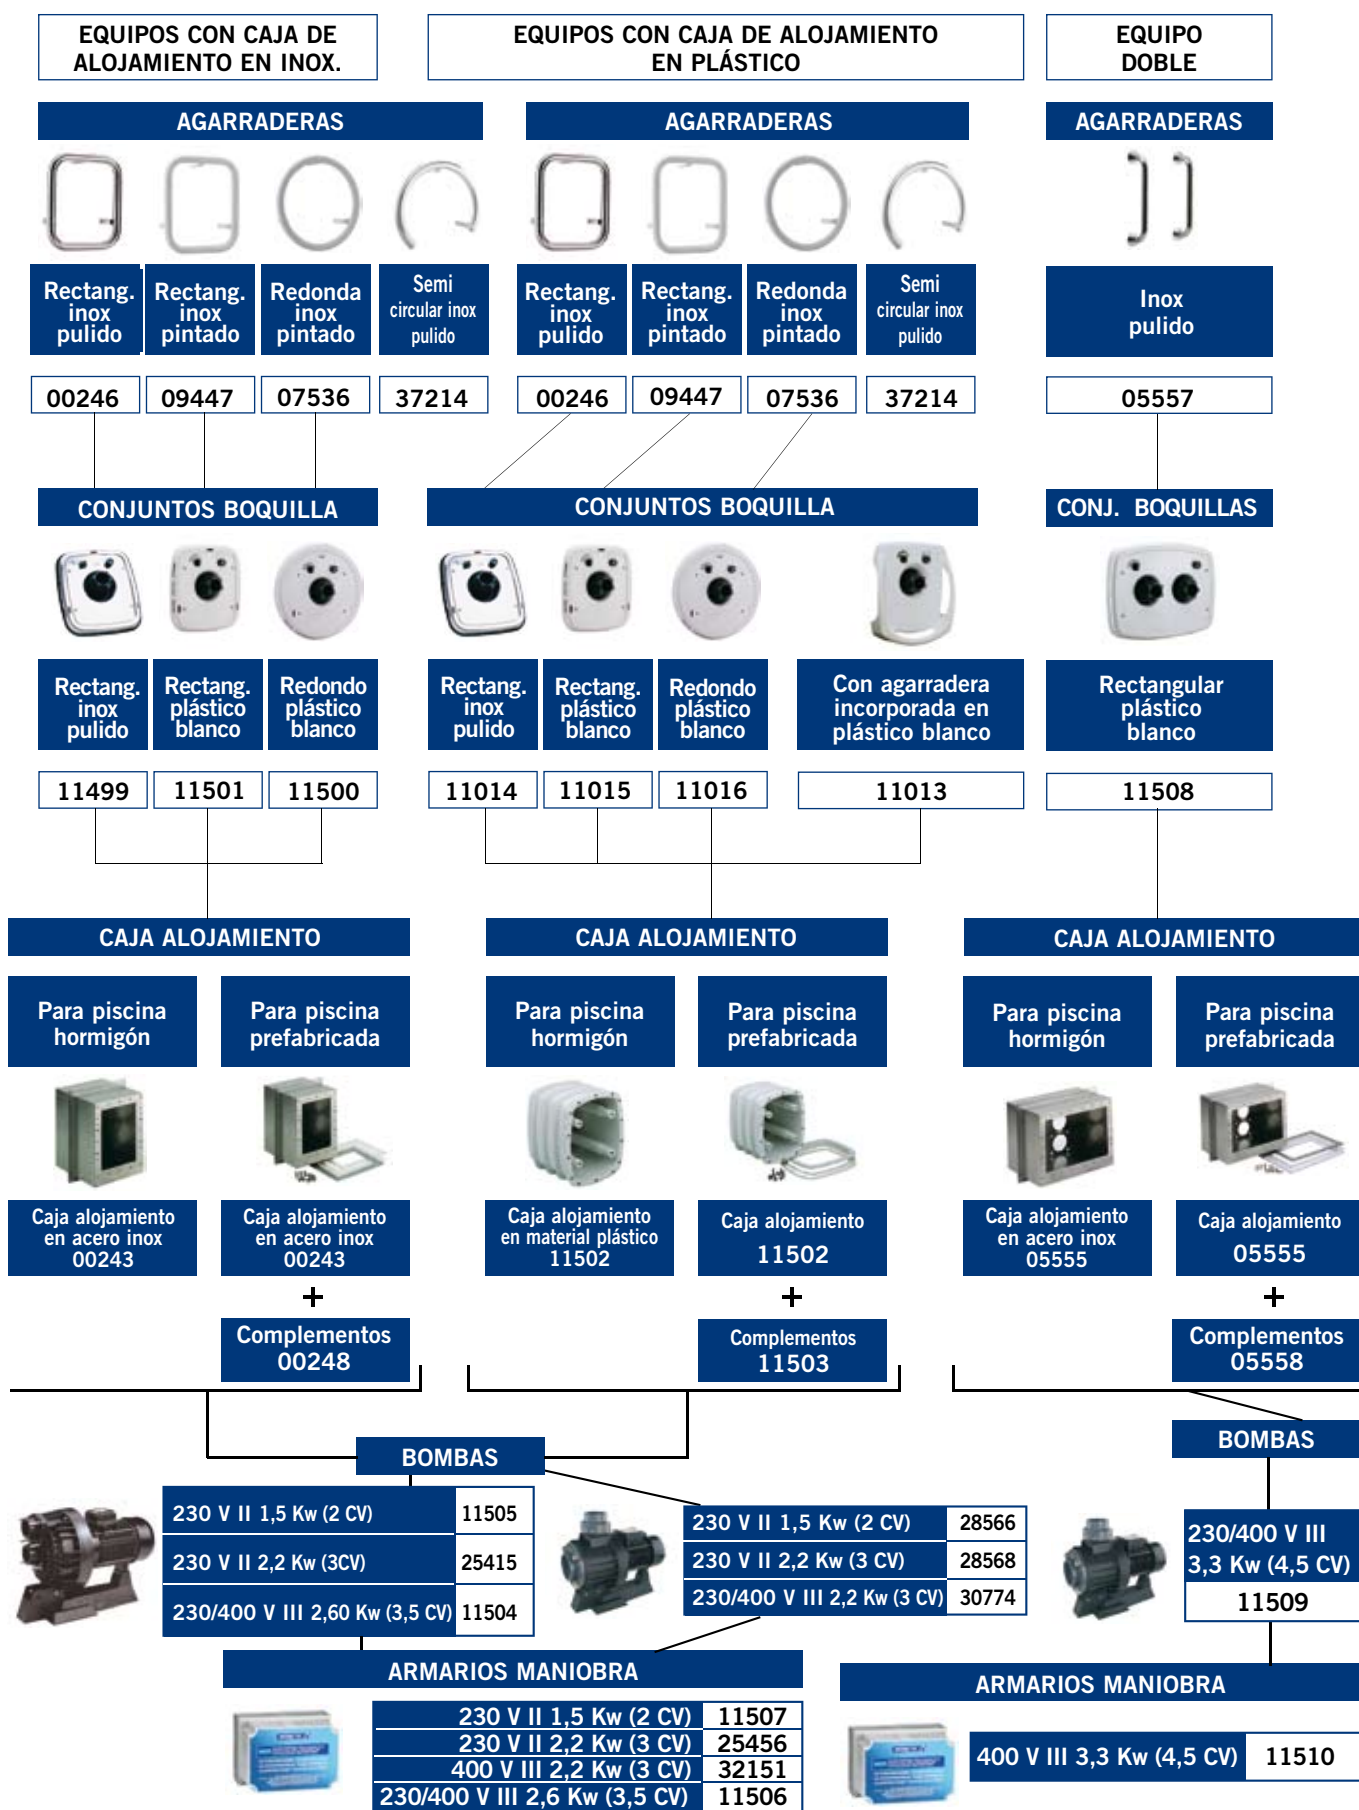 EQUIPOS CON CAJA DE
ALOJAMIENTO EN INOX.
EQUIPOS CON CAJA DE ALOJAMIENTO
EN PLÁSTICO
EQUIPO
DOBLE
AGARRADERAS
AGARRADERAS
AGARRADERAS
Rectang.
inox
pulido
Rectang.
inox
pintado
Redonda
inox
pintado
Semi
circular inox
pulido
Rectang.
inox
pulido
Rectang.
inox
pintado
Redonda
inox
pintado
Semi
circular inox
pulido
Inox
pulido
00246
09447
07536
37214
00246
09447
07536
37214
05557
CONJUNTOS BOQUILLA
CONJUNTOS BOQUILLA
CONJ. BOQUILLAS
Rectang.
inox
pulido
Rectang.
plástico
blanco
Redondo
plástico
blanco
Rectang.
inox
pulido
Rectang.
plástico
blanco
Redondo
plástico
blanco
Con agarradera
incorporada en
plástico blanco
Rectangular
plástico
blanco
11499
11501
11500
11014
11015
11016
11013
11508
CAJA ALOJAMIENTO
CAJA ALOJAMIENTO
CAJA ALOJAMIENTO
Para piscina
hormigón
Para piscina
prefabricada
Para piscina
hormigón
Para piscina
prefabricada
Para piscina
hormigón
Para piscina
prefabricada
Caja alojamiento
en acero inox
00243
Caja alojamiento
en acero inox
00243
Caja alojamiento
en material plástico
11502
Caja alojamiento
11502
Caja alojamiento
en acero inox
05555
Caja alojamiento
05555
+
+
+
Complementos
00248
Complementos
11503
Complementos
05558
BOMBAS
BOMBAS
230 V II 1,5 Kw (2 CV) 11505
230 V II 2,2 Kw (3CV) 25415
230/400 V III 2,60 Kw (3,5 CV) 11504
230 V II 1,5 Kw (2 CV) 28566
230 V II 2,2 Kw (3 CV) 28568
230/400 V III 2,2 Kw (3 CV) 30774
230/400 V III
3,3 Kw (4,5 CV)
11509
ARMARIOS MANIOBRA
ARMARIOS MANIOBRA
230 V II 1,5 Kw (2 CV) 11507
230 V II 2,2 Kw (3 CV) 25456
400 V III 2,2 Kw (3 CV) 32151
230/400 V III 2,6 Kw (3,5 CV) 11506
400 V III 3,3 Kw (4,5 CV) 11510